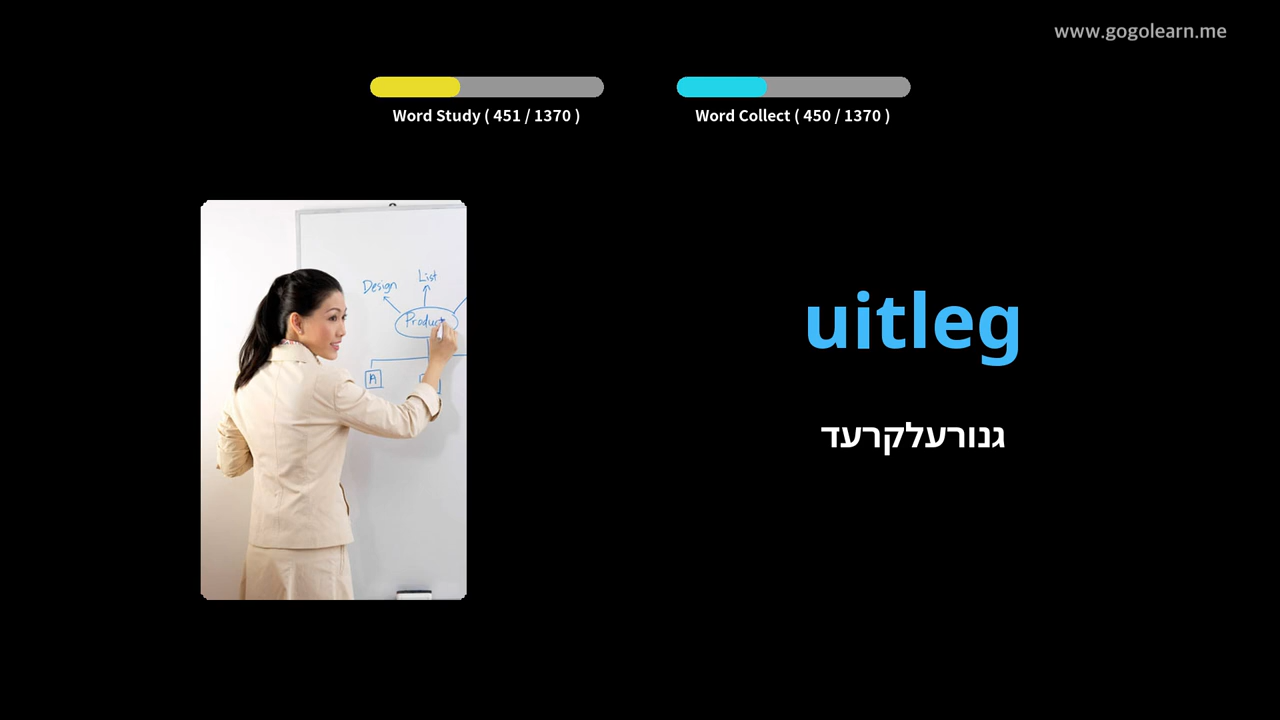 www.gogolearn.me
Word Study ( 451 / 1370 )
Word Collect ( 450 / 1370 )
Design
List
Product
A
uitleg
גנורעלקרעד